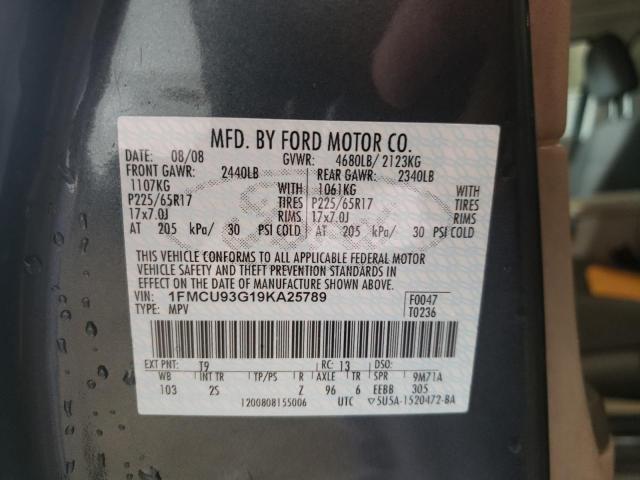 MFD. BY FORD MOTOR CO.
DATE: 08/08 GVWR: 4680LB/ 2123KG
FRONT GAWR: 2440LB REAR GAWR: 2340LB
1107KG WITH 1061KG WITH
P225/65R17 TIRES P225/65R17 TIRES
17x7.0J RIMS 17x7.0J RIMS
AT 205 kPa/ 30 PSI COLD AT 205 kPa/ 30 PSI COLD
THIS VEHICLE CONFORMS TO ALL APPLICABLE FEDERAL MOTOR
VEHICLE SAFETY AND THEFT PREVENTION STANDARDS IN
EFFECT ON THE DATE OF MANUFACTURE SHOWN ABOVE.
VIN: 1FMCU93G19KA25789 F0047
TYPE: MPV T0236
EXT PNT: T9 RC: 13 DSO:
WB INT TR TP/PS R AXLE TR SPR 9M71A
103 2S Z 96 6 EEBB 305
1200808155006 UTC 5U5A-1520472-BA